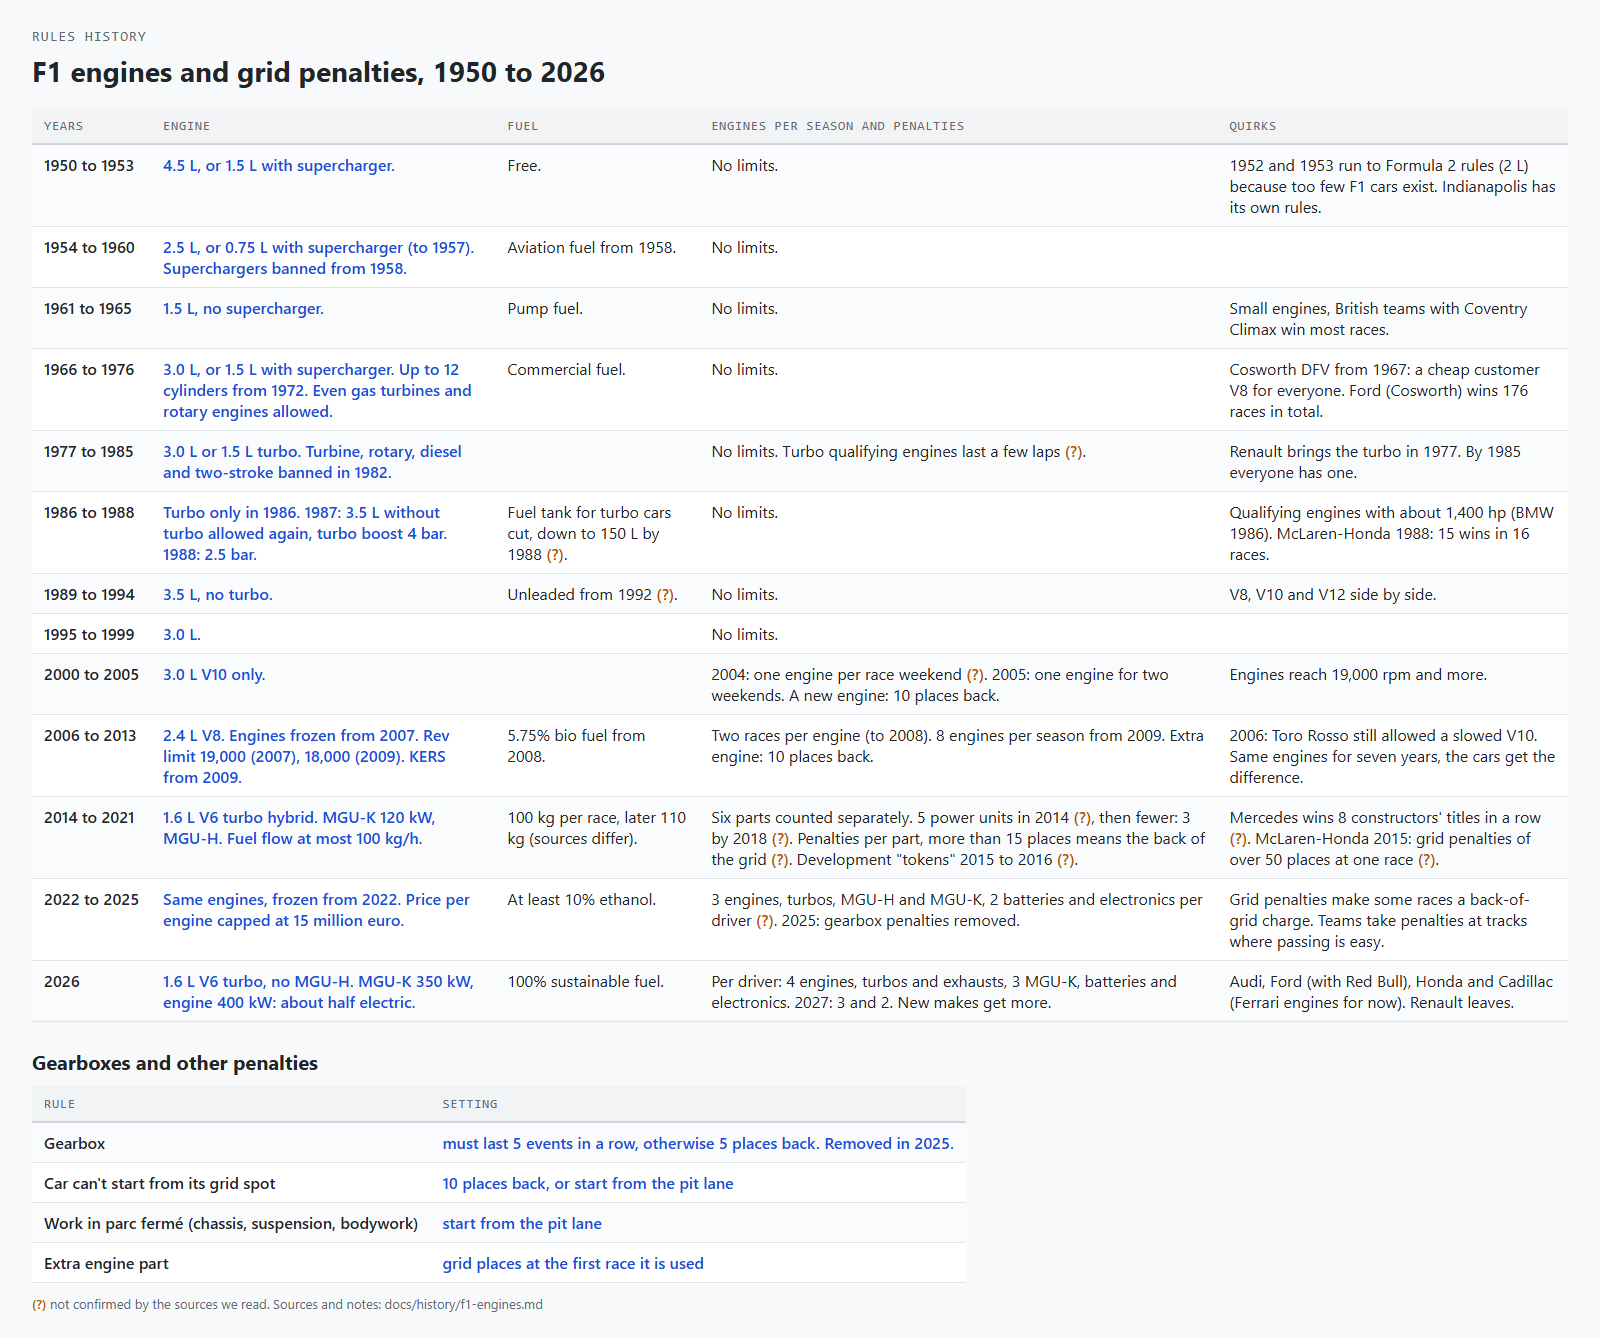 RULES HISTORY
F1 engines and grid penalties, 1950 to 2026
YEARS ENGINE FUEL ENGINES PER SEASON AND PENALTIES QUIRKS
1950 to 1953 4.5 L, or 1.5 L with supercharger. Free. No limits. 1952 and 1953 run to Formula 2 rules (2 L)
because too few F1 cars exist. Indianapolis has
its own rules.
1954 to 1960 2.5 L, or 0.75 L with supercharger (to 1957). Aviation fuel from 1958. No limits.
Superchargers banned from 1958.
1961 to 1965 1.5 L, no supercharger. Pump fuel. No limits. Small engines, British teams with Coventry
Climax win most races.
1966 to 1976 3.0 L, or 1.5 L with supercharger. Up to 12 Commercial fuel. No limits. Cosworth DFV from 1967: a cheap customer
cylinders from 1972. Even gas turbines and V8 for everyone. Ford (Cosworth) wins 176
rotary engines allowed. races in total.
1977 to 1985 3.0 L or 1.5 L turbo. Turbine, rotary, diesel No limits. Turbo qualifying engines last a few laps (?). Renault brings the turbo in 1977. By 1985
and two-stroke banned in 1982. everyone has one.
1986 to 1988 Turbo only in 1986. 1987: 3.5 L without Fuel tank for turbo cars No limits. Qualifying engines with about 1,400 hp (BMW
turbo allowed again, turbo boost 4 bar. cut, down to 150 L by 1986). McLaren-Honda 1988: 15 wins in 16
1988: 2.5 bar. 1988 (?). races.
1989 to 1994 3.5 L, no turbo. Unleaded from 1992 (?). No limits. V8, V10 and V12 side by side.
1995 to 1999 3.0 L. No limits.
2000 to 2005 3.0 L V10 only. 2004: one engine per race weekend (?). 2005: one engine for two Engines reach 19,000 rpm and more.
weekends. A new engine: 10 places back.
2006 to 2013 2.4 L V8. Engines frozen from 2007. Rev 5.75% bio fuel from Two races per engine (to 2008). 8 engines per season from 2009. Extra 2006: Toro Rosso still allowed a slowed V10.
limit 19,000 (2007), 18,000 (2009). KERS 2008. engine: 10 places back. Same engines for seven years, the cars get the
from 2009. difference.
2014 to 2021 1.6 L V6 turbo hybrid. MGU-K 120 kW, 100 kg per race, later 110 Six parts counted separately. 5 power units in 2014 (?), then fewer: 3 Mercedes wins 8 constructors' titles in a row
MGU-H. Fuel flow at most 100 kg/h. kg (sources differ). by 2018 (?). Penalties per part, more than 15 places means the back of (?). McLaren-Honda 2015: grid penalties of
the grid (?). Development "tokens" 2015 to 2016 (?). over 50 places at one race (?).
2022 to 2025 Same engines, frozen from 2022. Price per At least 10% ethanol. 3 engines, turbos, MGU-H and MGU-K, 2 batteries and electronics per Grid penalties make some races a back-of-
engine capped at 15 million euro. driver (?). 2025: gearbox penalties removed. grid charge. Teams take penalties at tracks
where passing is easy.
2026 1.6 L V6 turbo, no MGU-H. MGU-K 350 kW, 100% sustainable fuel. Per driver: 4 engines, turbos and exhausts, 3 MGU-K, batteries and Audi, Ford (with Red Bull), Honda and Cadillac
engine 400 kW: about half electric. electronics. 2027: 3 and 2. New makes get more. (Ferrari engines for now). Renault leaves.
Gearboxes and other penalties
RULE SETTING
Gearbox must last 5 events in a row, otherwise 5 places back. Removed in 2025.
Car can't start from its grid spot 10 places back, or start from the pit lane
Work in parc fermé (chassis, suspension, bodywork) start from the pit lane
Extra engine part grid places at the first race it is used
(?) not confirmed by the sources we read. Sources and notes: docs/history/f1-engines.md